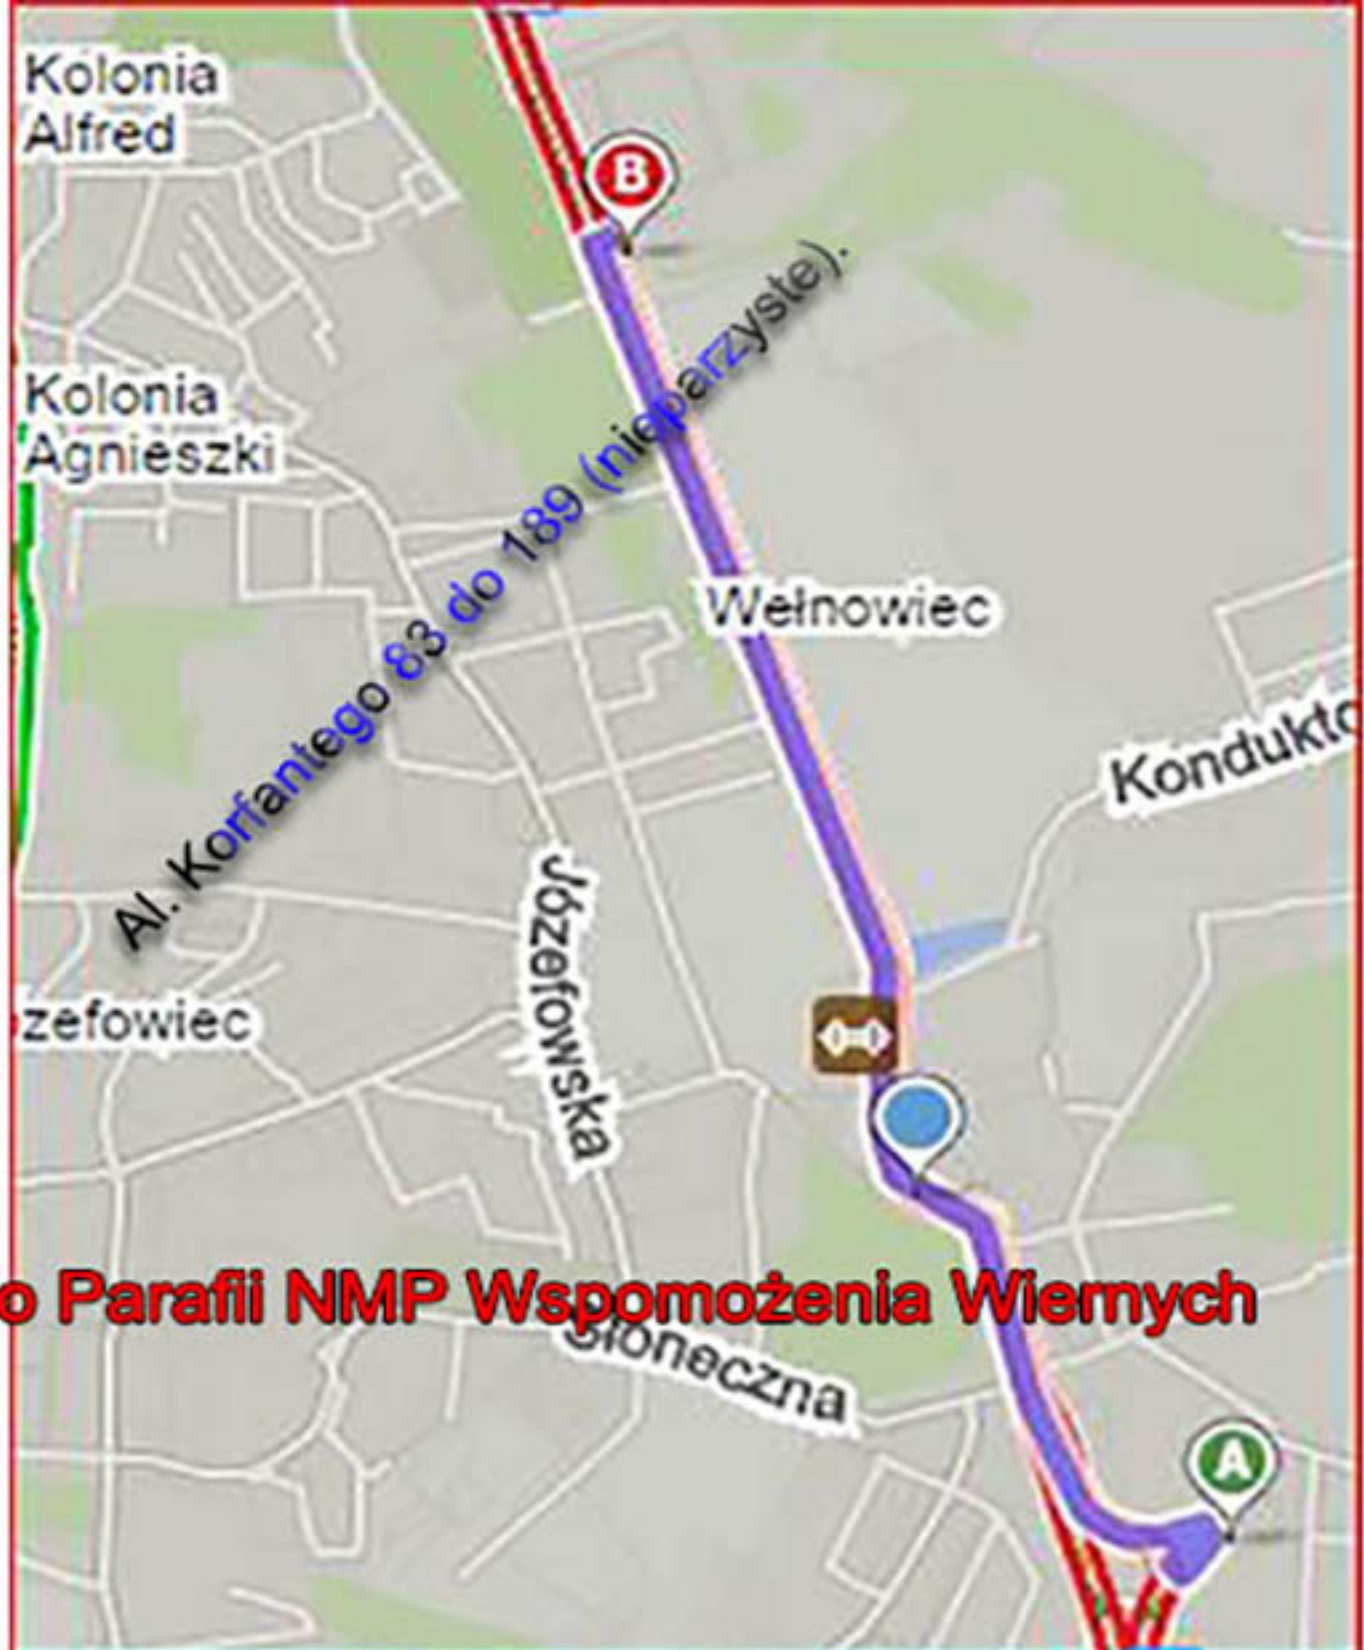 Kolonia
Alfred
B
Kolonia
Agnieszki
Al. Korfantego 83 do 189 (nieparzyste).
Wełnowiec
Kondukto
Józefowska
zefowiec
o Parafii NMP Wspomożenia Wiernych
Słoneczna
A